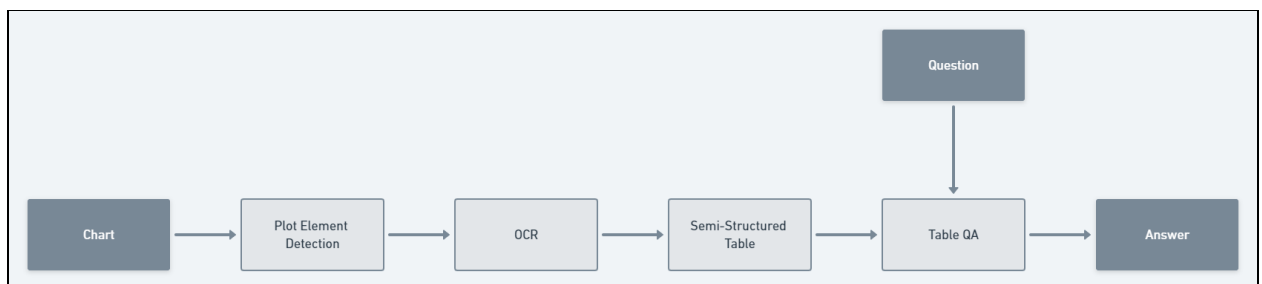 Question
Chart
Plot Element
Detection
OCR
Semi-Structured
Table
Table QA
Answer